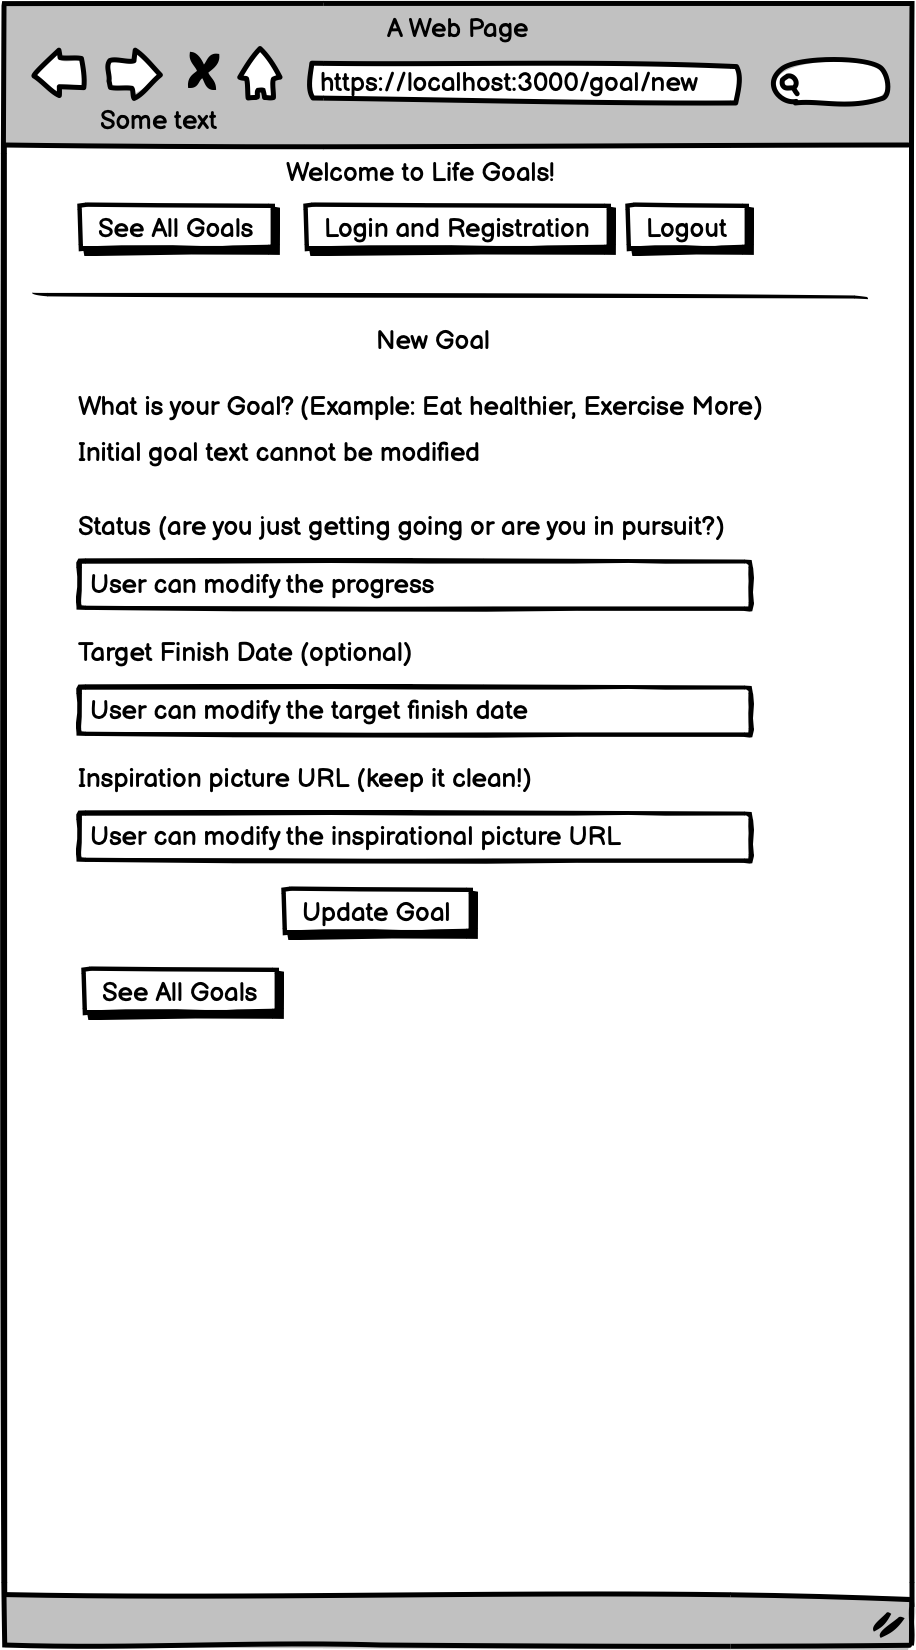 A Web Page
https://localhost:3000/goal/new
Some text
Welcome to Life Goals!
See All Goals Login and Registration Logout
New Goal
What is your Goal? (Example: Eat healthier, Exercise More)
Initial goal text cannot be modified
Status (are you just getting going or are you in pursuit?)
User can modify the progress
Target Finish Date (optional)
User can modify the target finish date
Inspiration picture URL (keep it clean!)
User can modify the inspirational picture URL
Update Goal
See All Goals